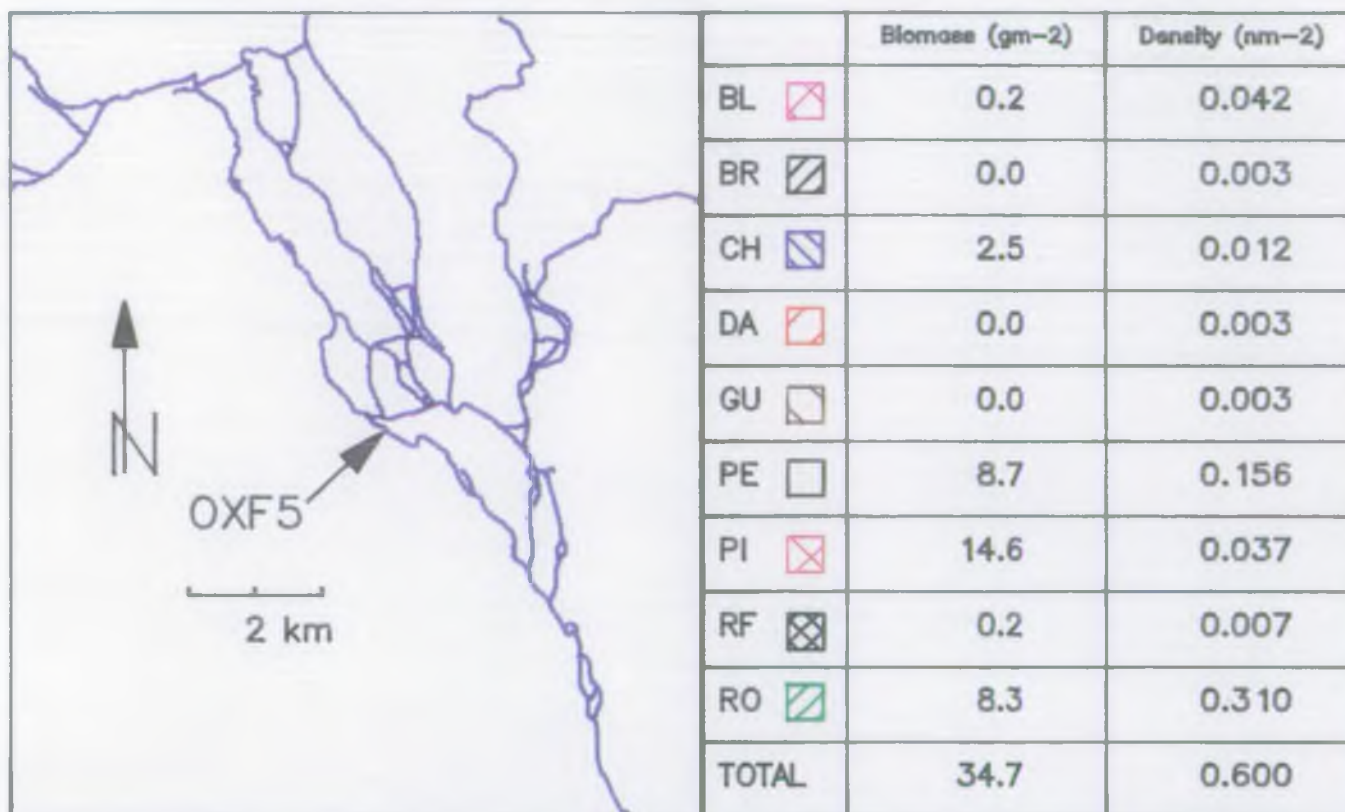 N
OXF5
2 km
Biomass (gm-2) Density (nm-2)
BL 0.2 0.042
BR 0.0 0.003
CH 2.5 0.012
DA 0.0 0.003
GU 0.0 0.003
PE 8.7 0.156
PI 14.6 0.037
RF 0.2 0.007
RO 8.3 0.310
TOTAL 34.7 0.600